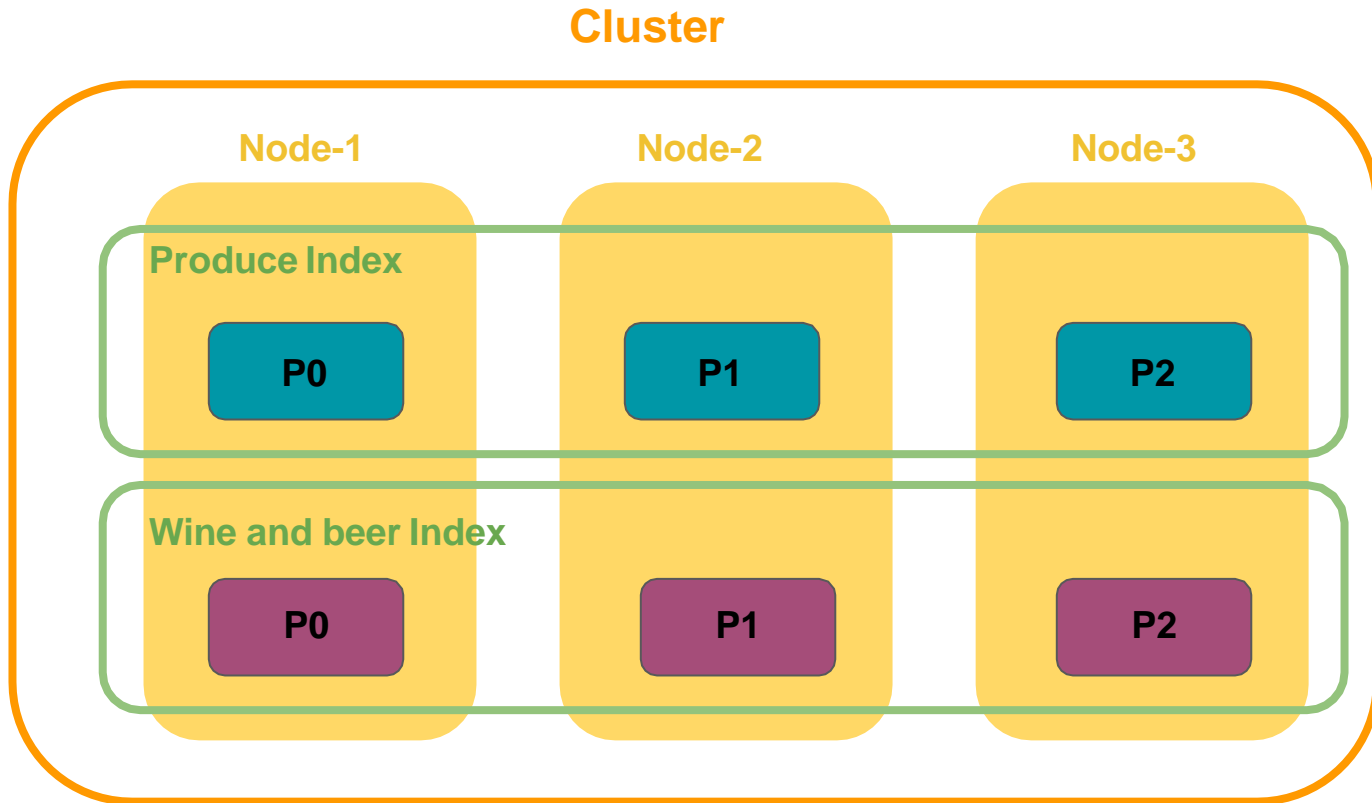 Cluster
Node-1
Node-2
Node-3
Produce Index
P0
P1
P2
Wine and beer Index
P0
P1
P2